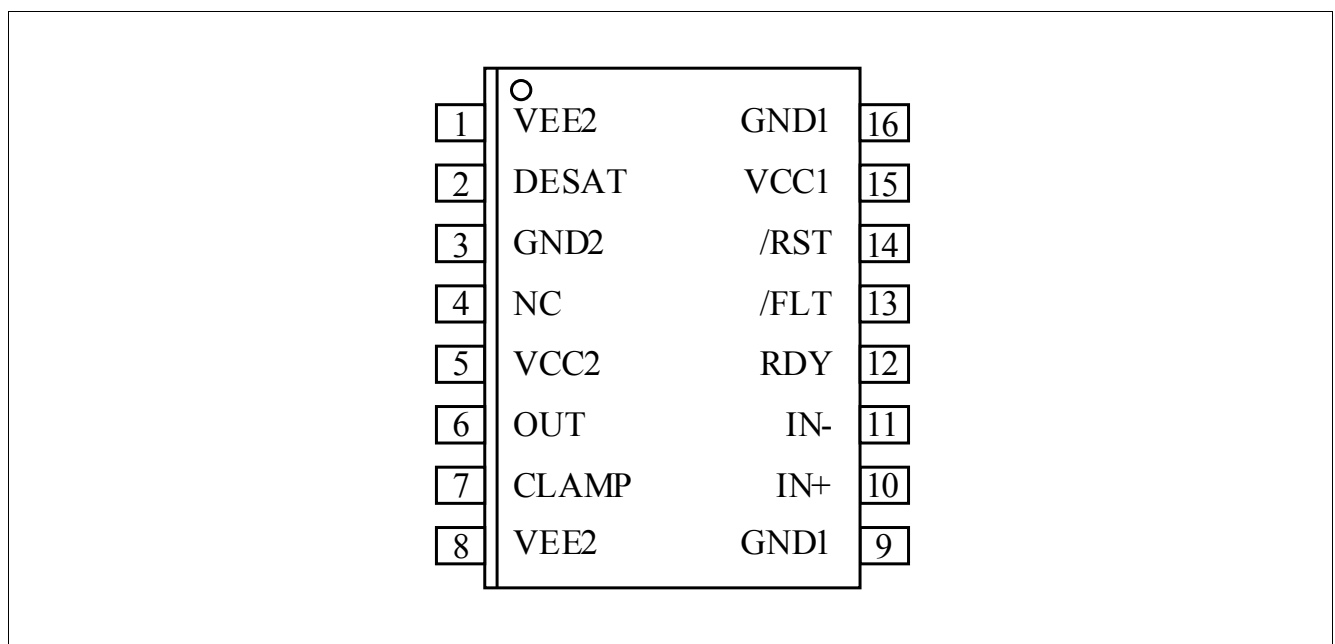 1 VEE2 GND1 16
2 DESAT VCC1 15
3 GND2 /RST 14
4 NC /FLT 13
5 VCC2 RDY 12
6 OUT IN- 11
7 CLAMP IN+ 10
8 VEE2 GND1 9